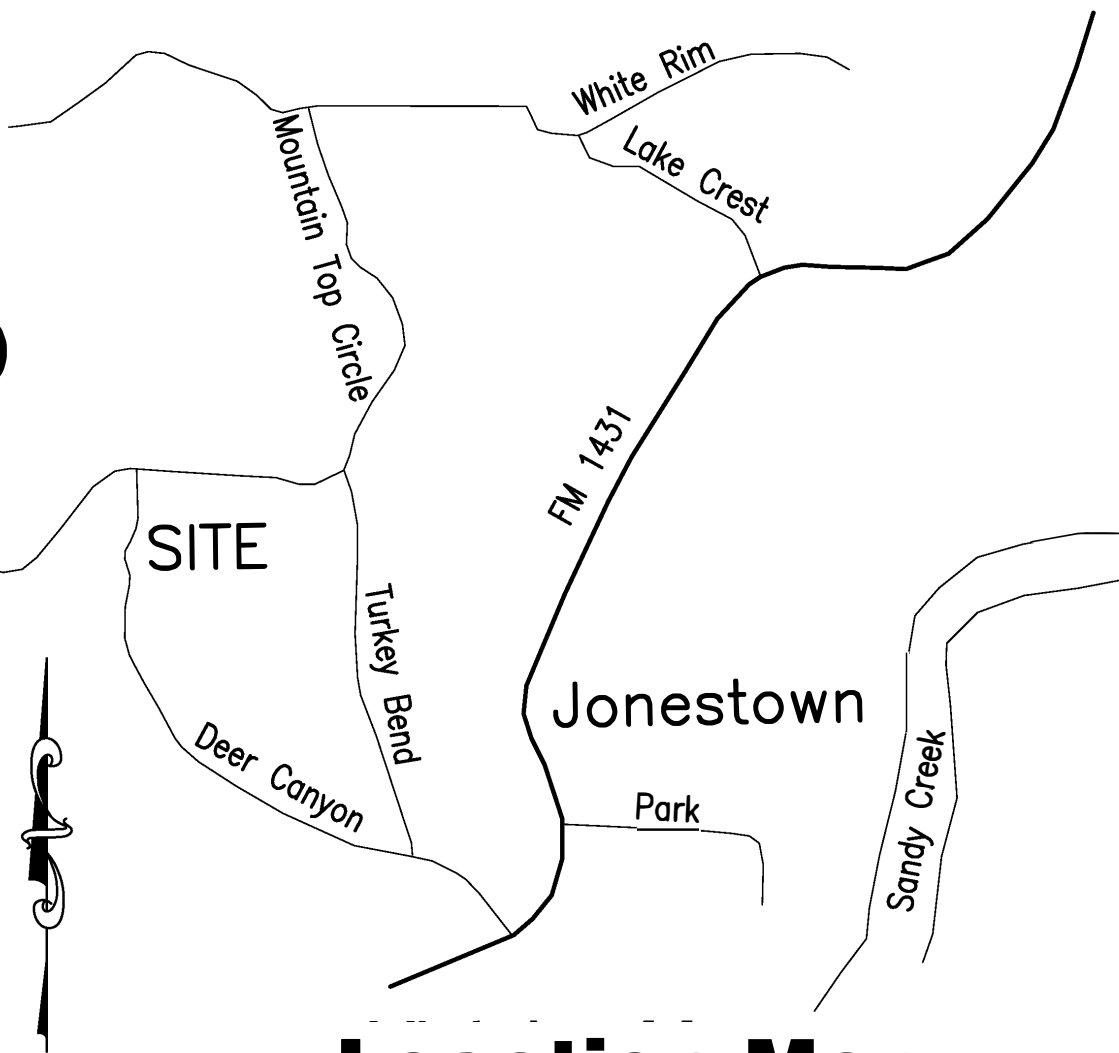 White Rim
Lake Crest
Mountain Top Circle
FM 1431
SITE
Turkey Bend
Jonestown
Deer Canyon
Park
Sandy Creek